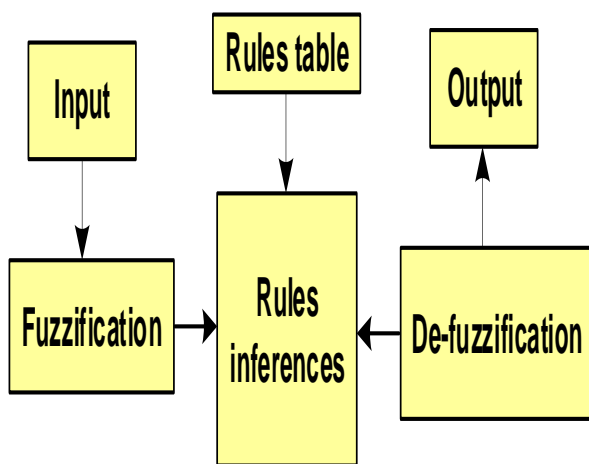 Input
Rules table
Output
Fuzzification
Rules
inferences
De-fuzzification